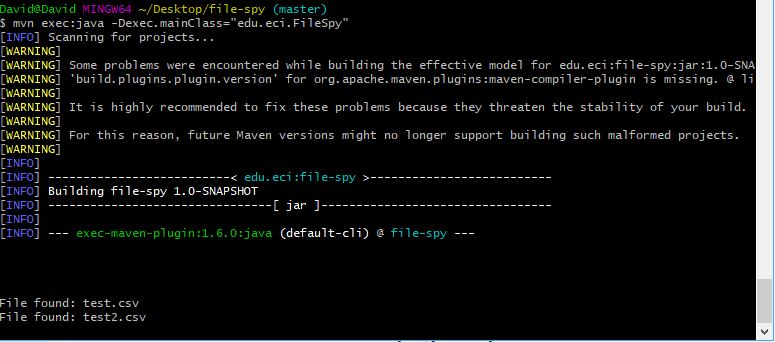 David@David MINGW64 ~/Desktop/file-spy (master)
$ mvn exec:java -Dexec.mainClass="edu.eci.FileSpy"
[INFO] Scanning for projects...
[WARNING]
[WARNING] Some problems were encountered while building the effective model for edu.eci:file-spy:jar:1.0-SNA
[WARNING] 'build.plugins.plugin.version' for org.apache.maven.plugins:maven-compiler-plugin is missing. @ li
[WARNING]
[WARNING] It is highly recommended to fix these problems because they threaten the stability of your build.
[WARNING]
[WARNING] For this reason, future Maven versions might no longer support building such malformed projects.
[WARNING]
[INFO]
[INFO] --------------------------< edu.eci:file-spy >--------------------------
[INFO] Building file-spy 1.0-SNAPSHOT
[INFO] --------------------------------[ jar ]---------------------------------
[INFO]
[INFO] --- exec-maven-plugin:1.6.0:java (default-cli) @ file-spy ---
File found: test.csv
File found: test2.csv